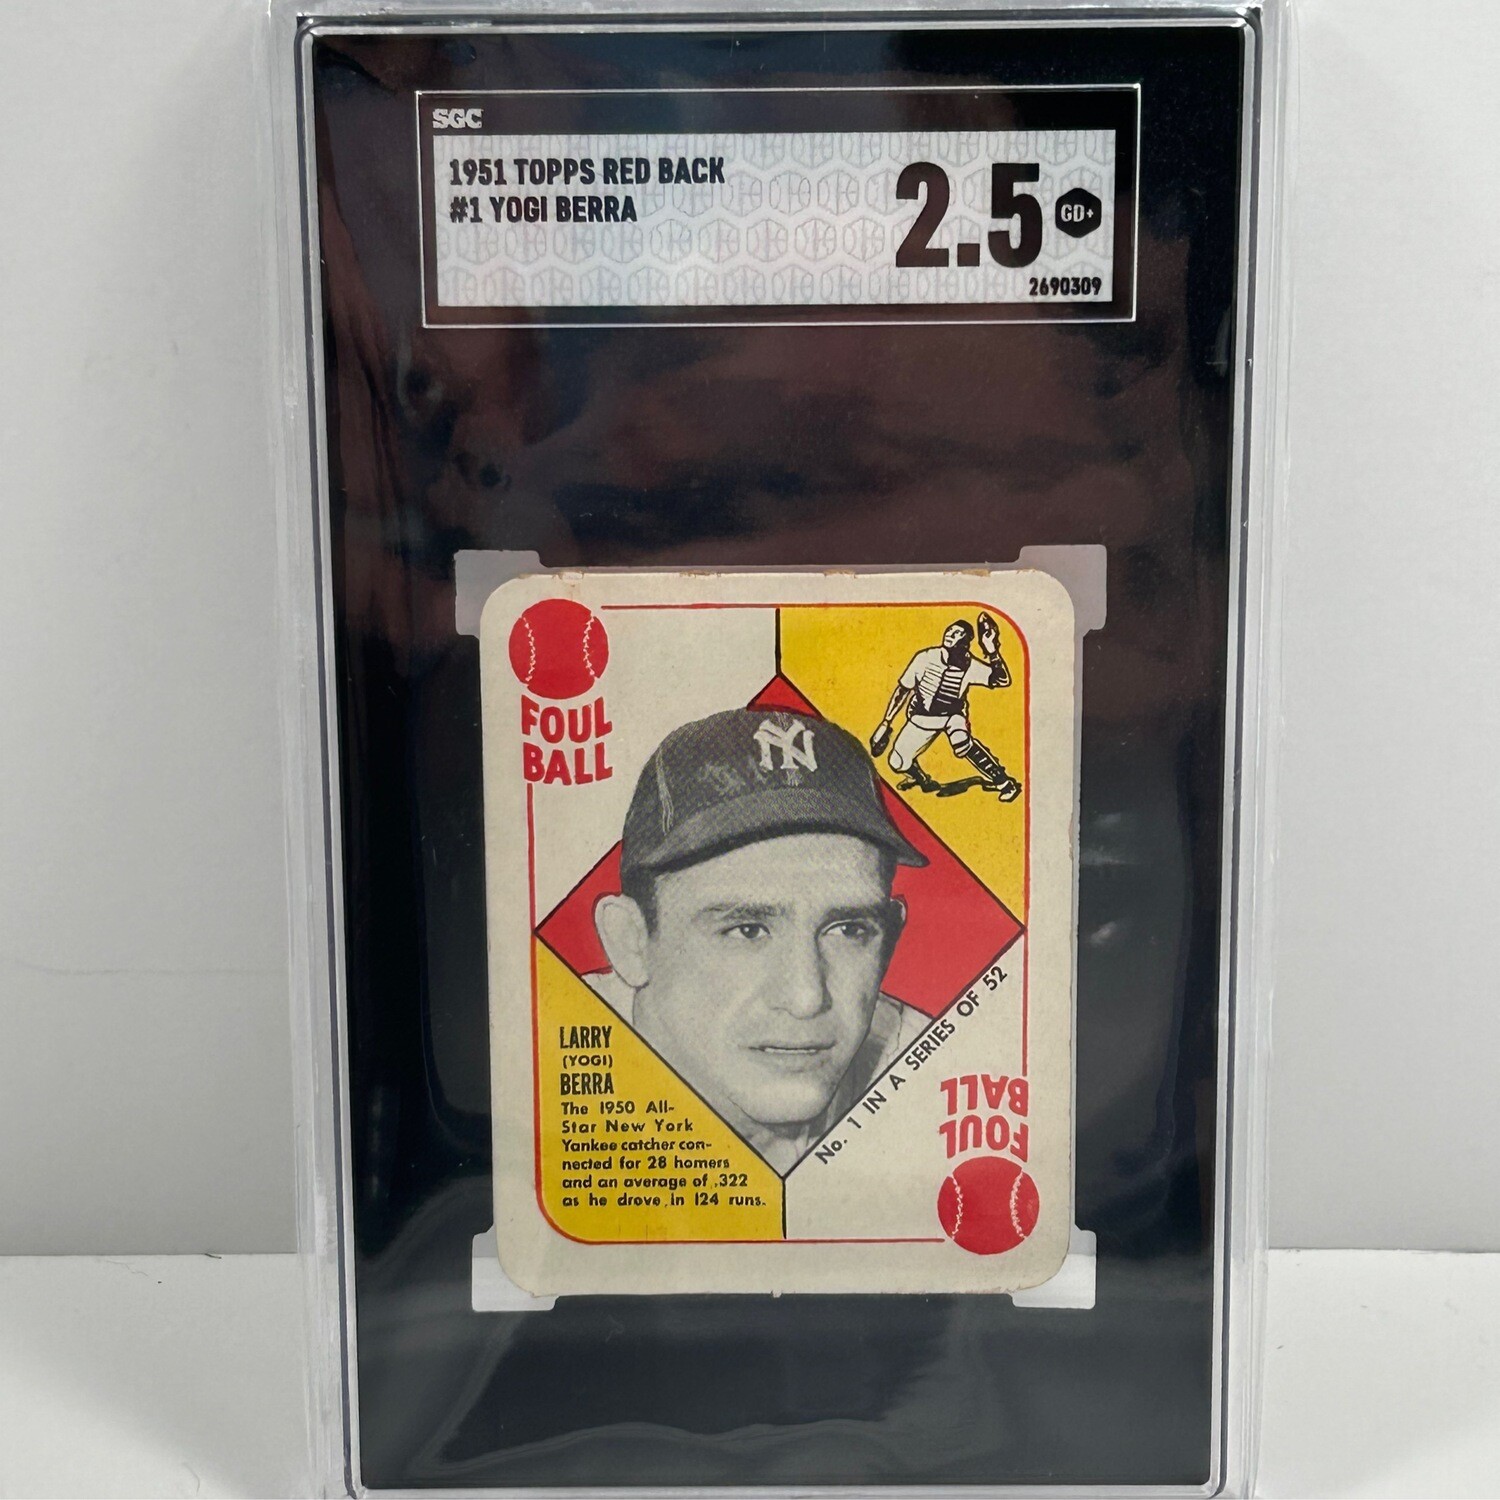 SGC
1951 TOPPS RED BACK
#1 YOGI BERRA
2.5
GD+
2690309
FOUL
BALL
NY
LARRY
(YOGI)
BERRA
The 1950 All-
Star New York
Yankee catcher con-
nected for 28 homers
and an average of .322
as he drove in 124 runs.
No. 1 IN A SERIES OF 52
FOUL
BALL